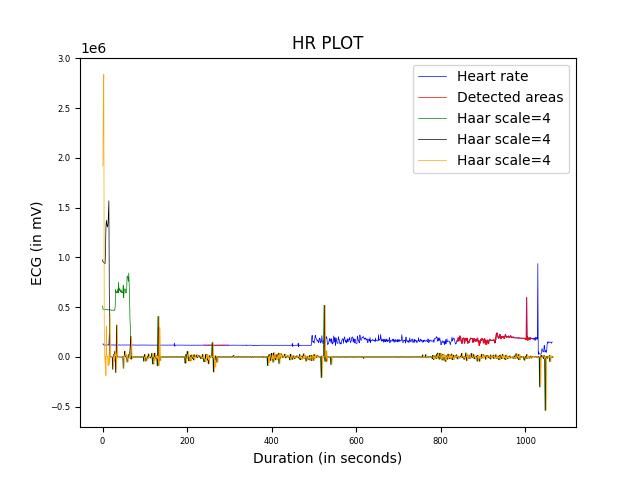 HR PLOT
1e6
3.0
2.5
2.0
1.5
1.0
0.5
0.0
−0.5
ECG (in mV)
Heart rate
Detected areas
Haar scale=4
Haar scale=4
Haar scale=4
0 200 400 600 800 1000
Duration (in seconds)